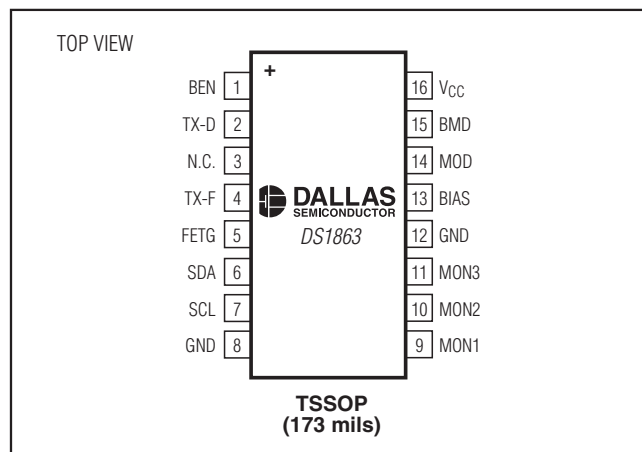 TOP VIEW
+
BEN 1
TX-D 2
N.C. 3
TX-F 4
FETG 5
SDA 6
SCL 7
GND 8
DALLAS
SEMICONDUCTOR
DS1863
16 VCC
15 BMD
14 MOD
13 BIAS
12 GND
11 MON3
10 MON2
9 MON1
TSSOP
(173 mils)